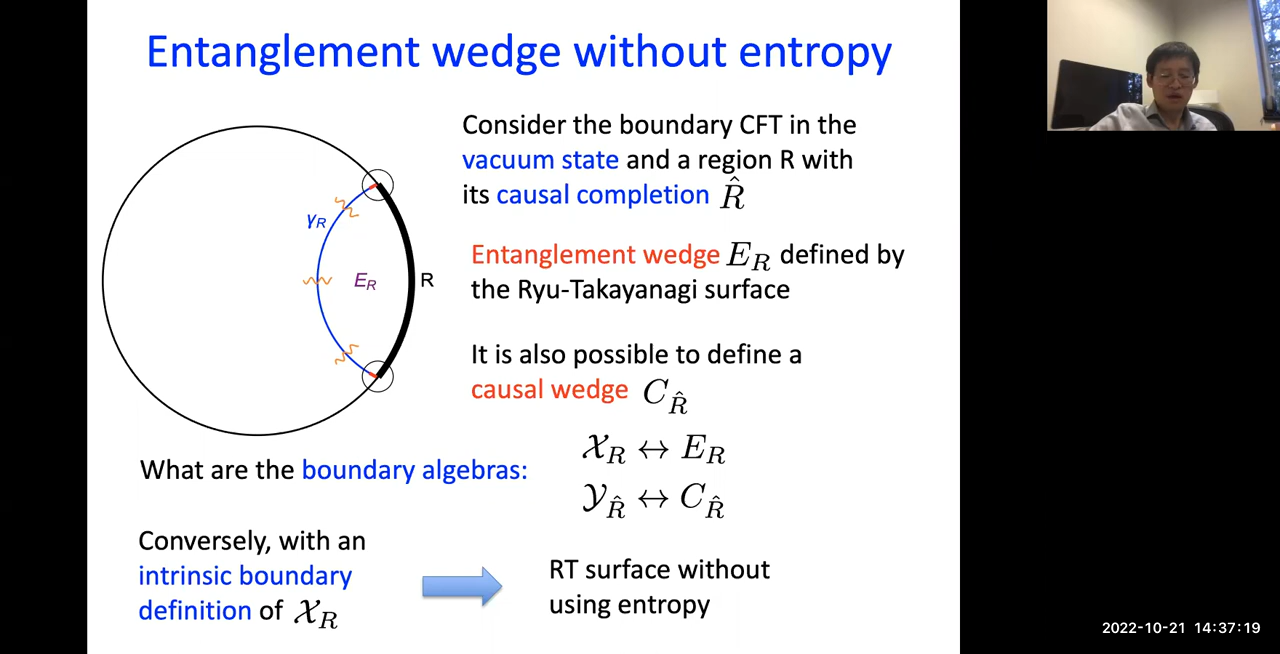 Entanglement wedge without entropy
Consider the boundary CFT in the
vacuum state and a region R with
its causal completion R̂
γR
ER
R
Entanglement wedge E_R defined by
the Ryu-Takayanagi surface
It is also possible to define a
causal wedge C_R̂
What are the boundary algebras:
𝒳_R ↔ E_R
𝒴_R̂ ↔ C_R̂
Conversely, with an
intrinsic boundary
definition of 𝒳_R
RT surface without
using entropy
2022-10-21 14:37:19